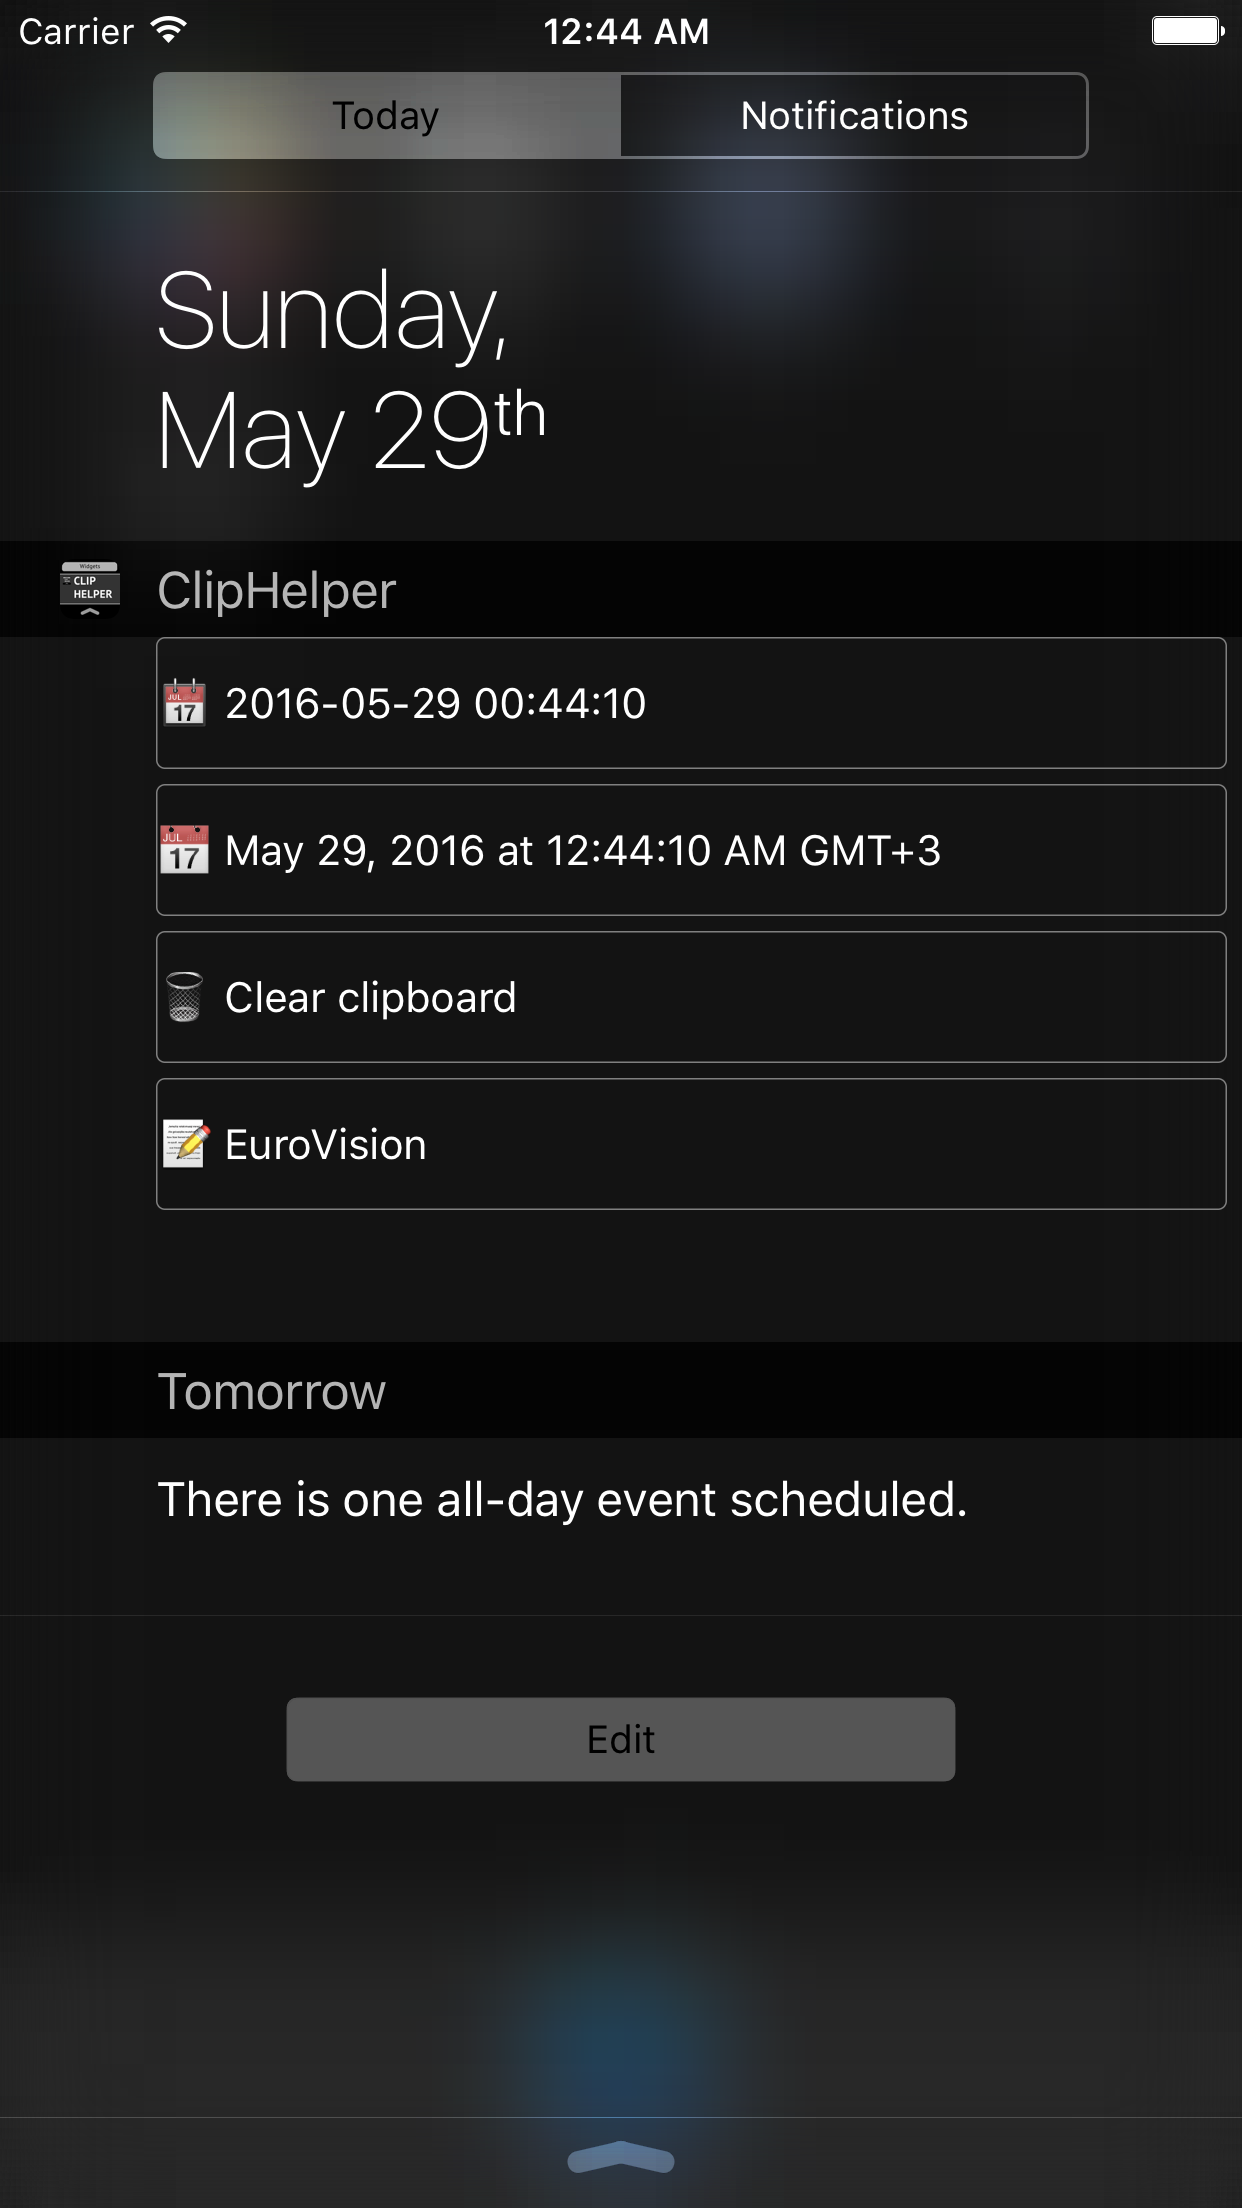 Carrier 12:44 AM
Today Notifications
Sunday,
May 29th
Widgets
CLIP
HELPER
ClipHelper
JUL
17
2016-05-29 00:44:10
JUL
17
May 29, 2016 at 12:44:10 AM GMT+3
Clear clipboard
EuroVision
Tomorrow
There is one all-day event scheduled.
Edit